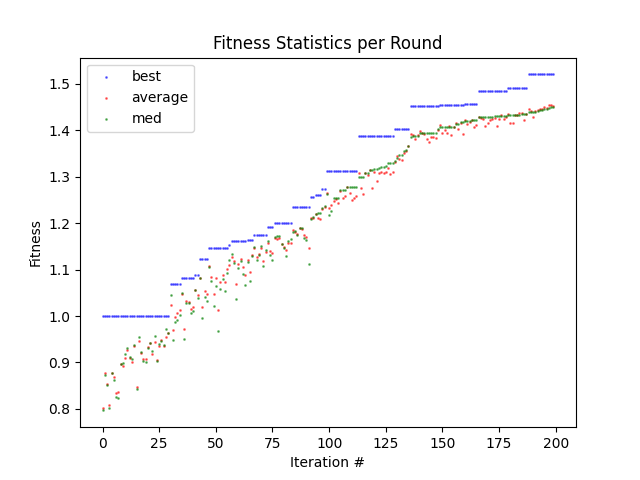 Fitness Statistics per Round
best
average
med
Fitness
1.5
1.4
1.3
1.2
1.1
1.0
0.9
0.8
0 25 50 75 100 125 150 175 200
Iteration #